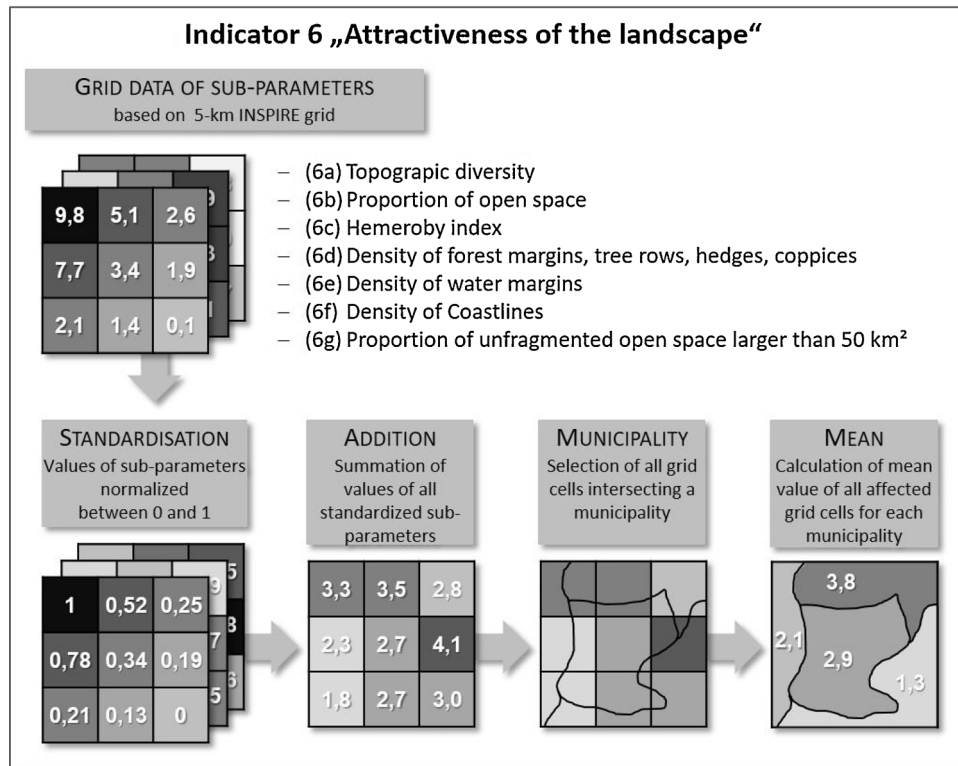 Indicator 6 „Attractiveness of the landscape“
GRID DATA OF SUB-PARAMETERS
based on 5-km INSPIRE grid
– (6a) Topograpic diversity
– (6b) Proportion of open space
– (6c) Hemeroby index
– (6d) Density of forest margins, tree rows, hedges, coppices
– (6e) Density of water margins
– (6f) Density of Coastlines
– (6g) Proportion of unfragmented open space larger than 50 km²
9,8 5,1 2,6
7,7 3,4 1,9
2,1 1,4 0,1
STANDARDISATION
Values of sub-parameters
normalized
between 0 and 1
1 0,52 0,25
0,78 0,34 0,19
0,21 0,13 0
ADDITION
Summation of
values of all
standardized sub-
parameters
3,3 3,5 2,8
2,3 2,7 4,1
1,8 2,7 3,0
MUNICIPALITY
Selection of all grid
cells intersecting a
municipality
MEAN
Calculation of mean
value of all affected
grid cells for each
municipality
3,8
2,1
2,9
1,3